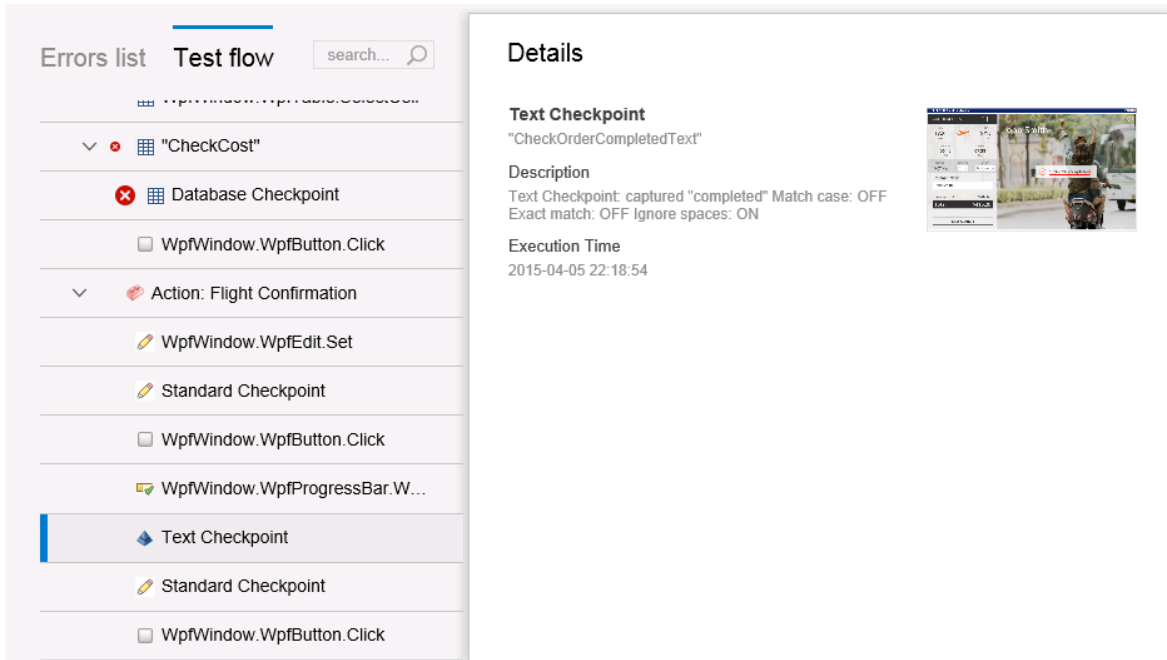 Errors list
Test flow
search...
"CheckCost"
Database Checkpoint
WpfWindow.WpfButton.Click
Action: Flight Confirmation
WpfWindow.WpfEdit.Set
Standard Checkpoint
WpfWindow.WpfButton.Click
WpfWindow.WpfProgressBar.W...
Text Checkpoint
Standard Checkpoint
WpfWindow.WpfButton.Click
Details
Text Checkpoint
"CheckOrderCompletedText"
Description
Text Checkpoint: captured "completed" Match case: OFF
Exact match: OFF Ignore spaces: ON
Execution Time
2015-04-05 22:18:54